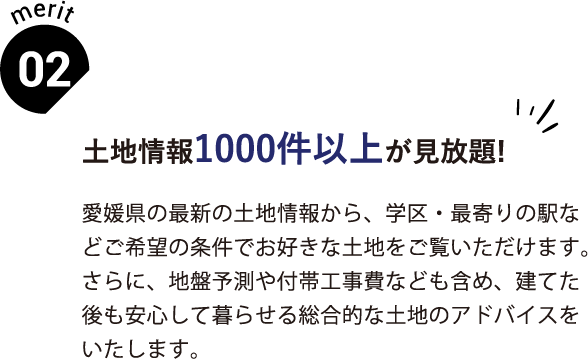 merit
02
土地情報1000件以上が見放題!
愛媛県の最新の土地情報から、学区・最寄りの駅な
どご希望の条件でお好きな土地をご覧いただけます。
さらに、地盤予測や付帯工事費なども含め、建てた
後も安心して暮らせる総合的な土地のアドバイスを
いたします。